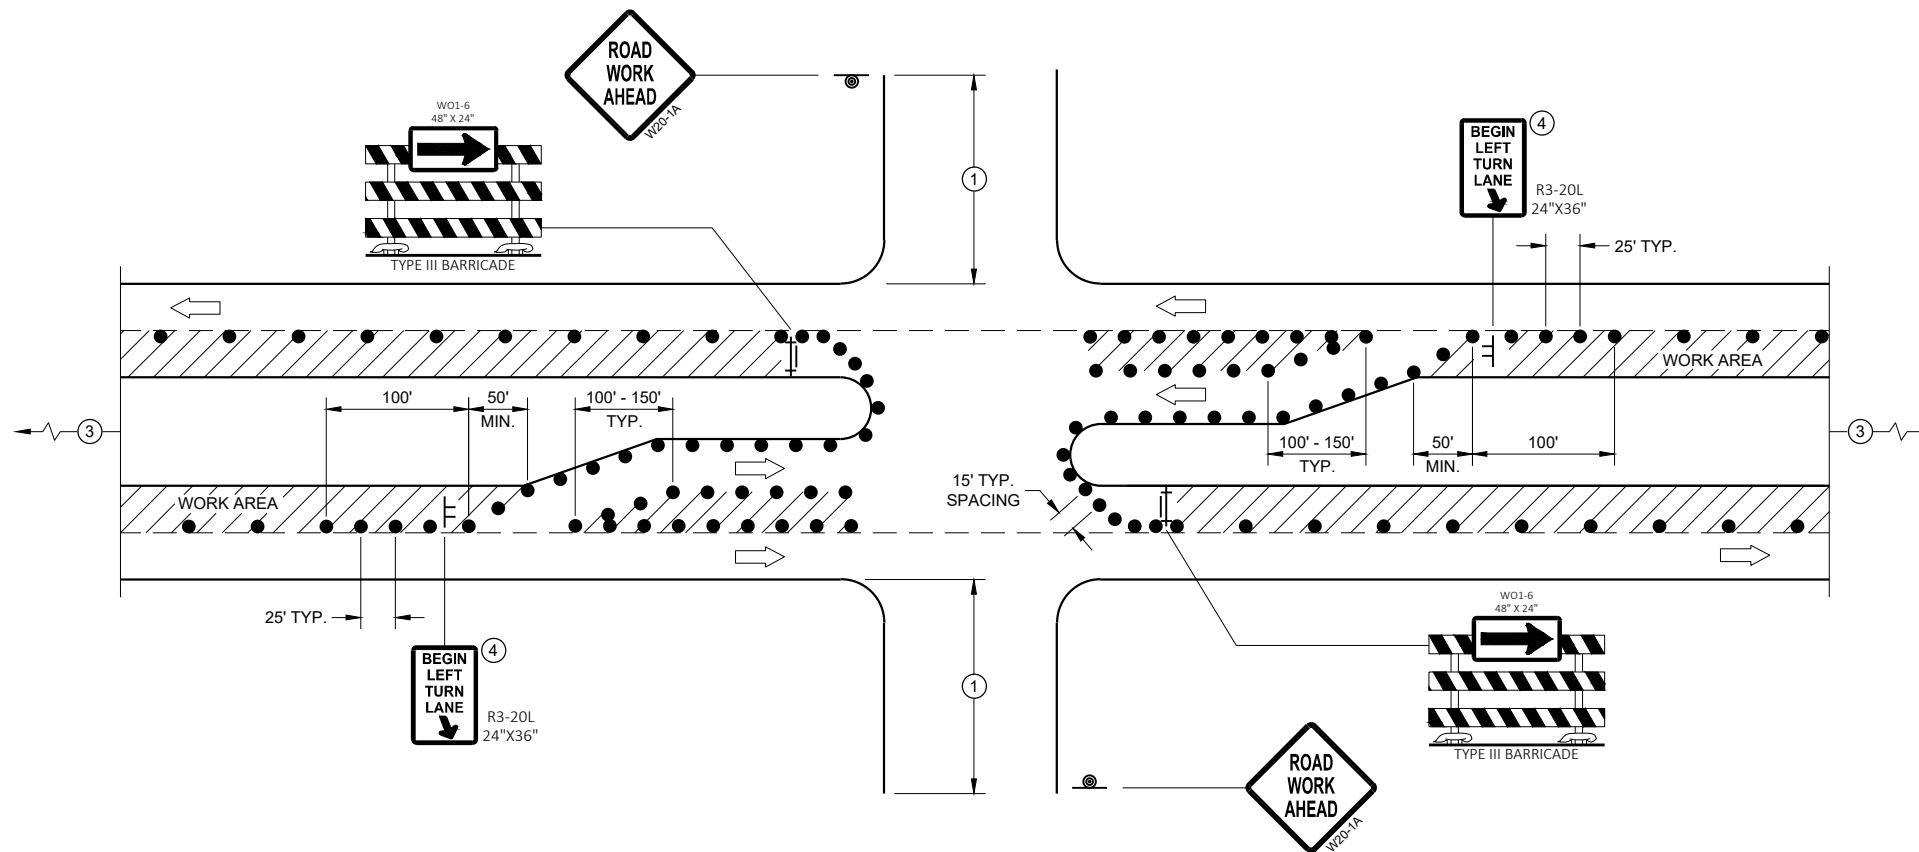 ROAD
WORK
AHEAD
W20-1A
WO1-6
48" X 24"
TYPE III BARRICADE
1
BEGIN
LEFT
TURN
LANE
4
R3-20L
24"X36"
25' TYP.
WORK AREA
3
100'
50'
MIN.
100' - 150'
TYP.
100' - 150'
TYP.
50'
MIN.
100'
3
WORK AREA
15' TYP.
SPACING
25' TYP.
BEGIN
LEFT
TURN
LANE
4
R3-20L
24"X36"
1
WO1-6
48" X 24"
TYPE III BARRICADE
ROAD
WORK
AHEAD
W20-1A